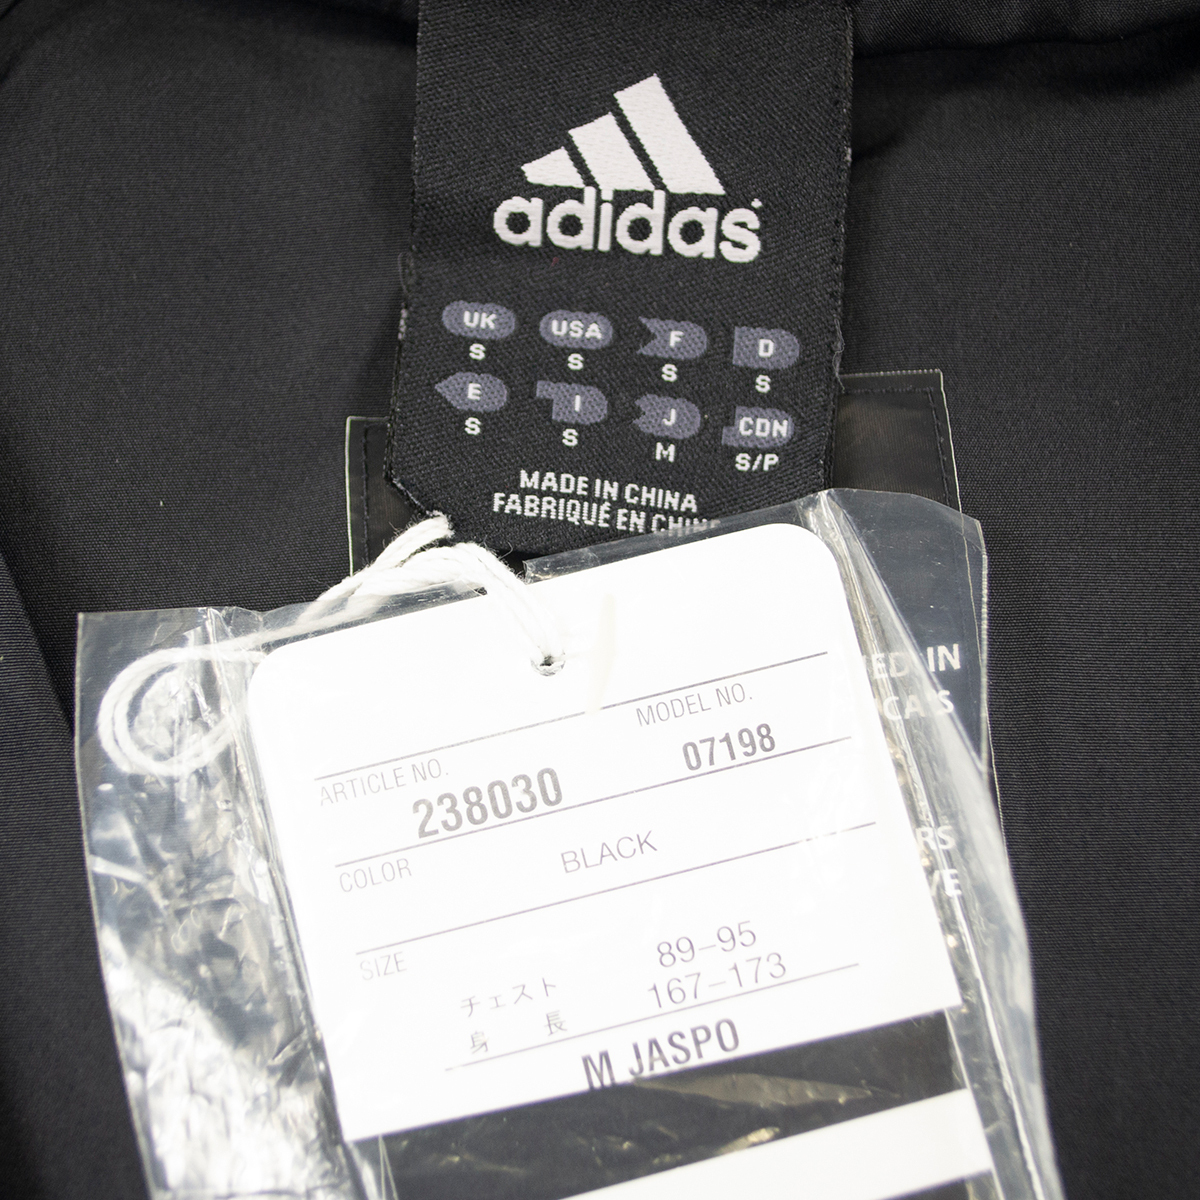 adidas
UK USA F D
S S S S
E I J CDN
S S M S/P
MADE IN CHINA
FABRIQUÉ EN CHINE
ARTICLE NO. MODEL NO.
238030 07198
COLOR BLACK
SIZE
チェスト 89-95
身 長 167-173
M JASPO
IN